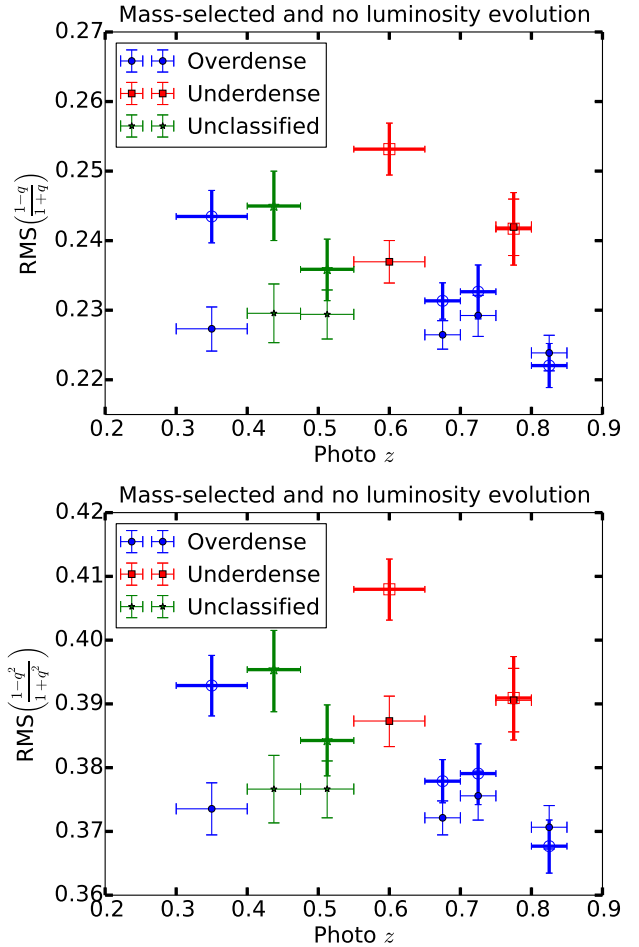 Mass-selected and no luminosity evolution
0.27
0.26
0.25
0.24
0.23
0.22
Overdense
Underdense
Unclassified
RMS(\frac{1-q}{1+q})
0.2 0.3 0.4 0.5 0.6 0.7 0.8 0.9
Photo z
Mass-selected and no luminosity evolution
0.42
0.41
0.40
0.39
0.38
0.37
0.36
Overdense
Underdense
Unclassified
RMS(\frac{1-q^2}{1+q^2})
0.2 0.3 0.4 0.5 0.6 0.7 0.8 0.9
Photo z